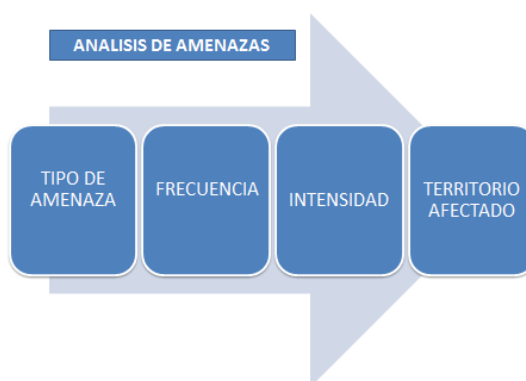 ANALISIS DE AMENAZAS
TIPO DE
AMENAZA
FRECUENCIA
INTENSIDAD
TERRITORIO
AFECTADO